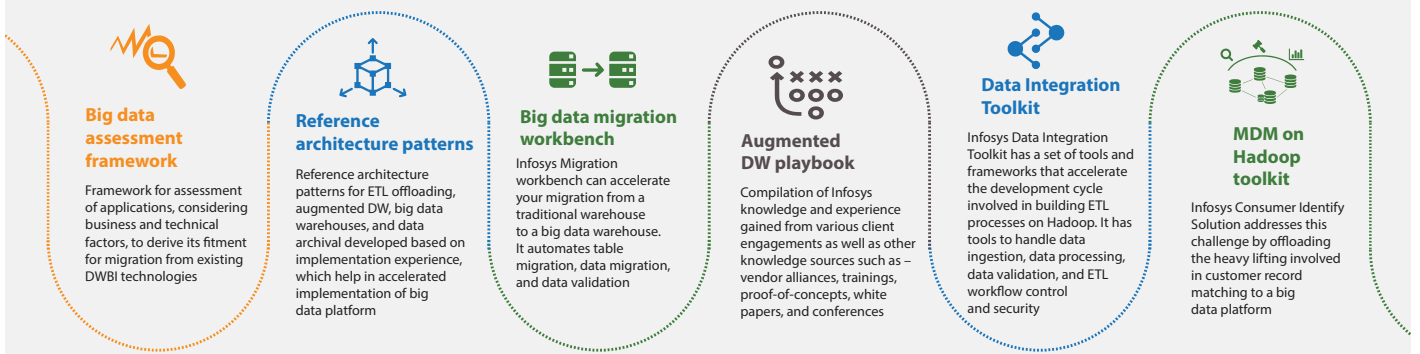 Big data
assessment
framework
Framework for assessment
of applications, considering
business and technical
factors, to derive its fitment
for migration from existing
DWBI technologies
Reference
architecture patterns
Reference architecture
patterns for ETL offloading,
augmented DW, big data
warehouses, and data
archival developed based on
implementation experience,
which help in accelerated
implementation of big
data platform
Big data migration
workbench
Infosys Migration
workbench can accelerate
your migration from a
traditional warehouse
to a big data warehouse.
It automates table
migration, data migration,
and data validation
Augmented
DW playbook
Compilation of Infosys
knowledge and experience
gained from various client
engagements as well as other
knowledge sources such as –
vendor alliances, trainings,
proof-of-concepts, white
papers, and conferences
Data Integration
Toolkit
Infosys Data Integration
Toolkit has a set of tools and
frameworks that accelerate
the development cycle
involved in building ETL
processes on Hadoop. It has
tools to handle data
ingestion, data processing,
data validation, and ETL
workflow control
and security
MDM on
Hadoop
toolkit
Infosys Consumer Identify
Solution addresses this
challenge by offloading
the heavy lifting involved
in customer record
matching to a big
data platform